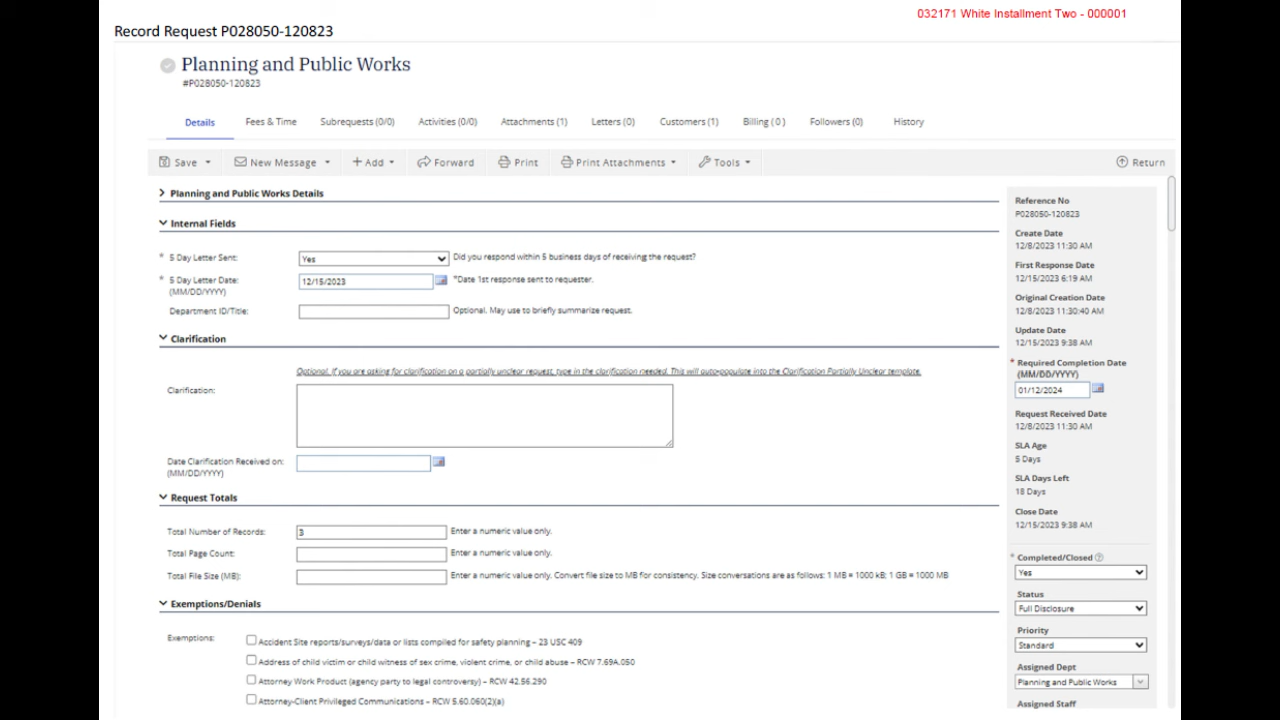 032171 White Installment Two - 000001
Record Request P028050-120823
Planning and Public Works
#P028050-120823
Details Fees & Time Subrequests (0/0) Activities (0/0) Attachments (1) Letters (0) Customers (1) Billing ( 0 ) Followers (0) History
Save New Message + Add Forward Print Print Attachments Tools Return
Planning and Public Works Details
Internal Fields
* 5 Day Letter Sent: Yes Did you respond within 5 business days of receiving the request?
* 5 Day Letter Date: 12/15/2023 *Date 1st response sent to requester.
(MM/DD/YYYY)
Department ID/Title: Optional. May use to briefly summarize request.
Clarification
Optional. If you are asking for clarification on a partially unclear request, type in the clarification needed. This will auto-populate into the Clarification Partially Unclear template.
Clarification:
Date Clarification Received on:
(MM/DD/YYYY)
Request Totals
Total Number of Records: 3 Enter a numeric value only.
Total Page Count: Enter a numeric value only.
Total File Size (MB): Enter a numeric value only. Convert file size to MB for consistency. Size conversations are as follows: 1 MB = 1000 kB; 1 GB = 1000 MB
Exemptions/Denials
Exemptions: Accident Site reports/surveys/data or lists compiled for safety planning – 23 USC 409
Address of child victim or child witness of sex crime, violent crime, or child abuse – RCW 7.69A.050
Attorney Work Product (agency party to legal controversy) – RCW 42.56.290
Attorney-Client Privileged Communications – RCW 5.60.060(2)(a)
Reference No
P028050-120823
Create Date
12/8/2023 11:30 AM
First Response Date
12/15/2023 6:19 AM
Original Creation Date
12/8/2023 11:30:40 AM
Update Date
12/15/2023 9:38 AM
* Required Completion Date
(MM/DD/YYYY)
01/12/2024
Request Received Date
12/8/2023 11:30 AM
SLA Age
5 Days
SLA Days Left
18 Days
Close Date
12/15/2023 9:38 AM
* Completed/Closed
Yes
Status
Full Disclosure
Priority
Standard
Assigned Dept
Planning and Public Works
Assigned Staff